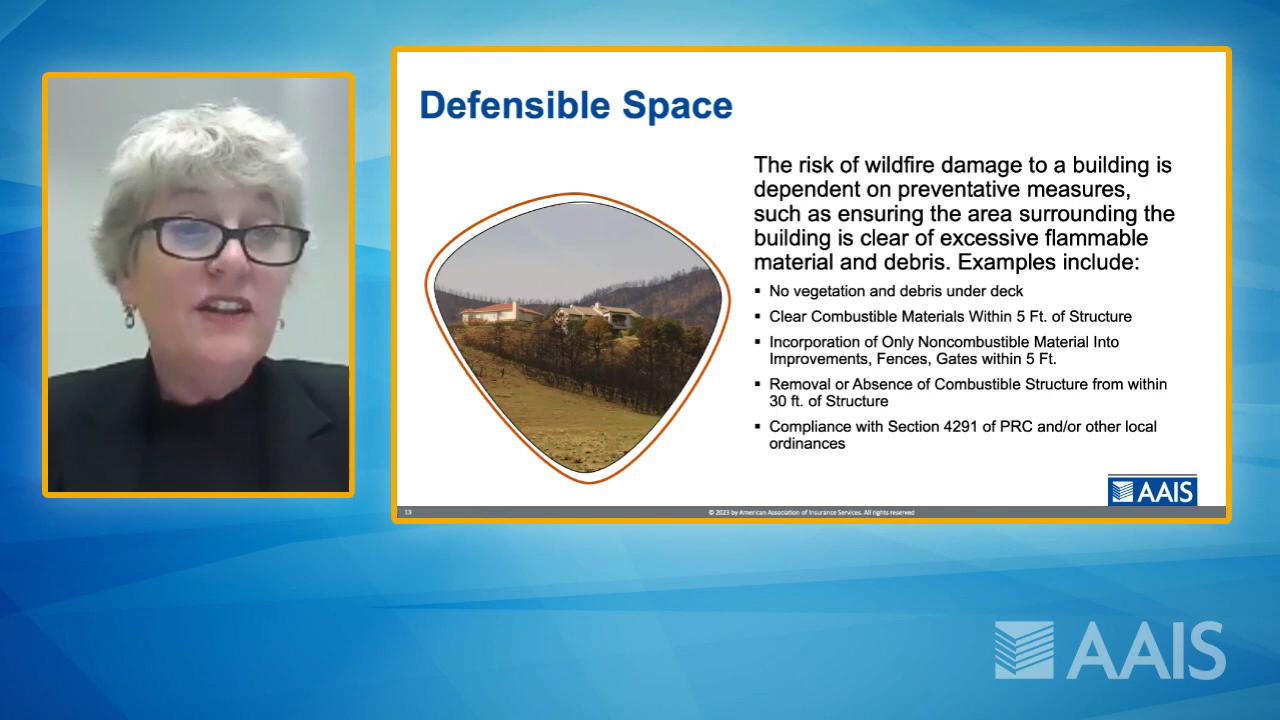 Defensible Space
The risk of wildfire damage to a building is
dependent on preventative measures,
such as ensuring the area surrounding the
building is clear of excessive flammable
material and debris. Examples include:
▪ No vegetation and debris under deck
▪ Clear Combustible Materials Within 5 Ft. of Structure
▪ Incorporation of Only Noncombustible Material Into
Improvements, Fences, Gates within 5 Ft.
▪ Removal or Absence of Combustible Structure from within
30 ft. of Structure
▪ Compliance with Section 4291 of PRC and/or other local
ordinances
AAIS
13
© 2023 by American Association of Insurance Services. All rights reserved
AAIS